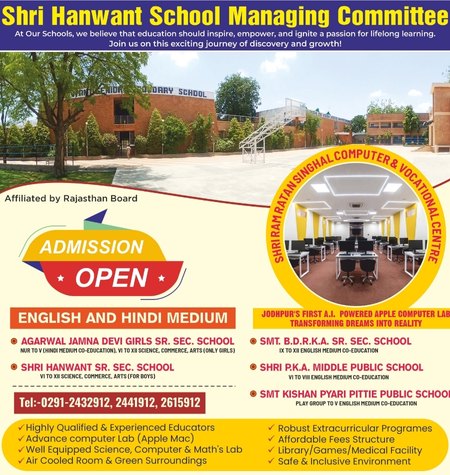 Shri Hanwant School Managing Committee
At Our Schools, we believe that education should inspire, empower, and ignite a passion for lifelong learning.
Join us on this exciting journey of discovery and growth!
SECONDARY SCHOOL
Affiliated by Rajasthan Board
SHRI RAM RATAN SINGHAL COMPUTER & VOCATIONAL CENTRE
ADMISSION
OPEN
JODHPUR'S FIRST A.I. POWERED APPLE COMPUTER LAB
TRANSFORMING DREAMS INTO REALITY
ENGLISH AND HINDI MEDIUM
AGARWAL JAMNA DEVI GIRLS SR. SEC. SCHOOL
NUR TO V (HINDI MEDIUM CO-EDUCATION), VI TO XII SCIENCE, COMMERCE, ARTS (ONLY GIRLS)
SHRI HANWANT SR. SEC. SCHOOL
VI TO XII SCIENCE, COMMERCE, ARTS (FOR BOYS)
Tel:-0291-2432912, 2441912, 2615912
SMT. B.D.R.K.A. SR. SEC. SCHOOL
IX TO XII ENGLISH MEDIUM CO-EDUCATION
SHRI P.K.A. MIDDLE PUBLIC SCHOOL
VI TO VIII ENGLISH MEDIUM CO-EDUCATION
SMT KISHAN PYARI PITTIE PUBLIC SCHOOL
PLAY GROUP TO V ENGLISH MEDIUM CO-EDUCATION
Highly Qualified & Experienced Educators
Advance computer Lab (Apple Mac)
Well Equipped Science, Computer & Math's Lab
Air Cooled Room & Green Surroundings
Robust Extracurricular Programes
Affordable Fees Structure
Library/Games/Medical Facility
Safe & Inclusive Environment